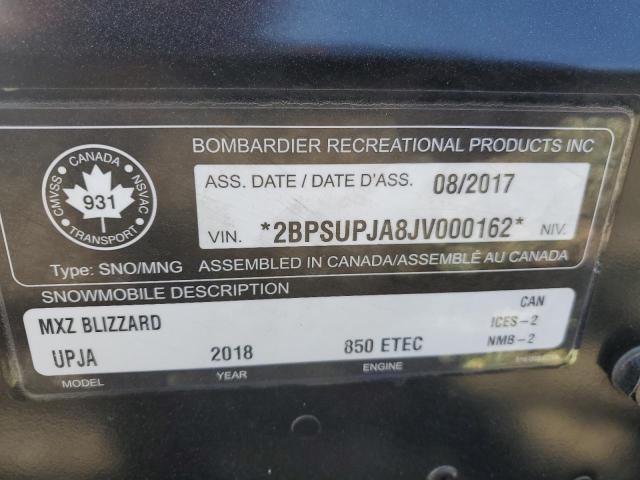 BOMBARDIER RECREATIONAL PRODUCTS INC
CANADA
CMVSS
NSVAC
931
TRANSPORT
ASS. DATE / DATE D'ASS. 08/2017
VIN. *2BPSUPJA8JV000162* NIV.
Type: SNO/MNG ASSEMBLED IN CANADA/ASSEMBLÉ AU CANADA
SNOWMOBILE DESCRIPTION
MXZ BLIZZARD CAN
ICES-2
UPJA 2018 850 ETEC NMB-2
MODEL YEAR ENGINE